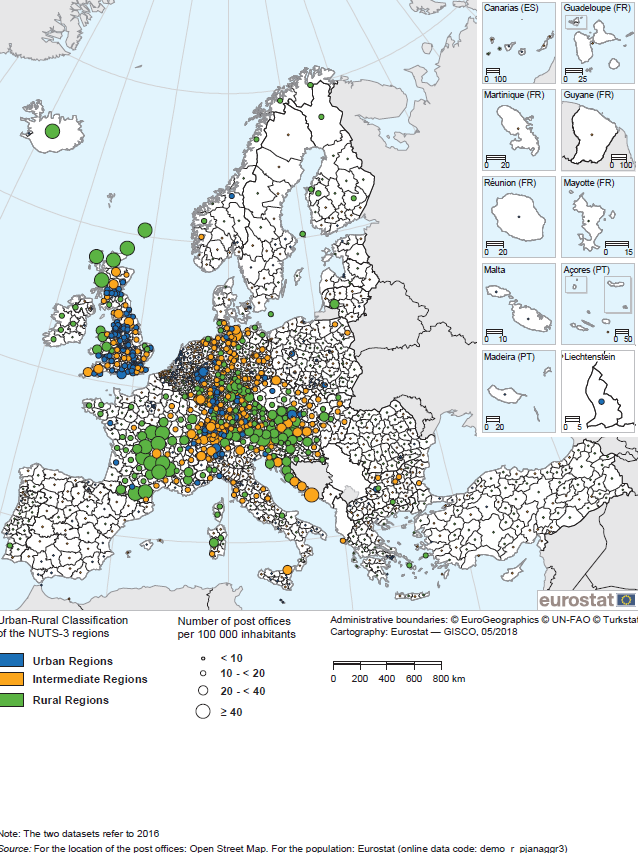 Canarias (ES)
0 100
Guadeloupe (FR)
0 25
Martinique (FR)
0 20
Guyane (FR)
0 100
Réunion (FR)
0 20
Mayotte (FR)
0 15
Malta
0 10
Açores (PT)
0 50
Madeira (PT)
0 20
Liechtenstein
0 5
eurostat
Urban-Rural Classification
of the NUTS-3 regions
Urban Regions
Intermediate Regions
Rural Regions
Number of post offices
per 100 000 inhabitants
< 10
10 - < 20
20 - < 40
≥ 40
Administrative boundaries: © EuroGeographics © UN-FAO © Turkstat
Cartography: Eurostat — GISCO, 05/2018
0 200 400 600 800 km
Note: The two datasets refer to 2016
Source: For the location of the post offices: Open Street Map. For the population: Eurostat (online data code: demo_r_pjanaggr3)